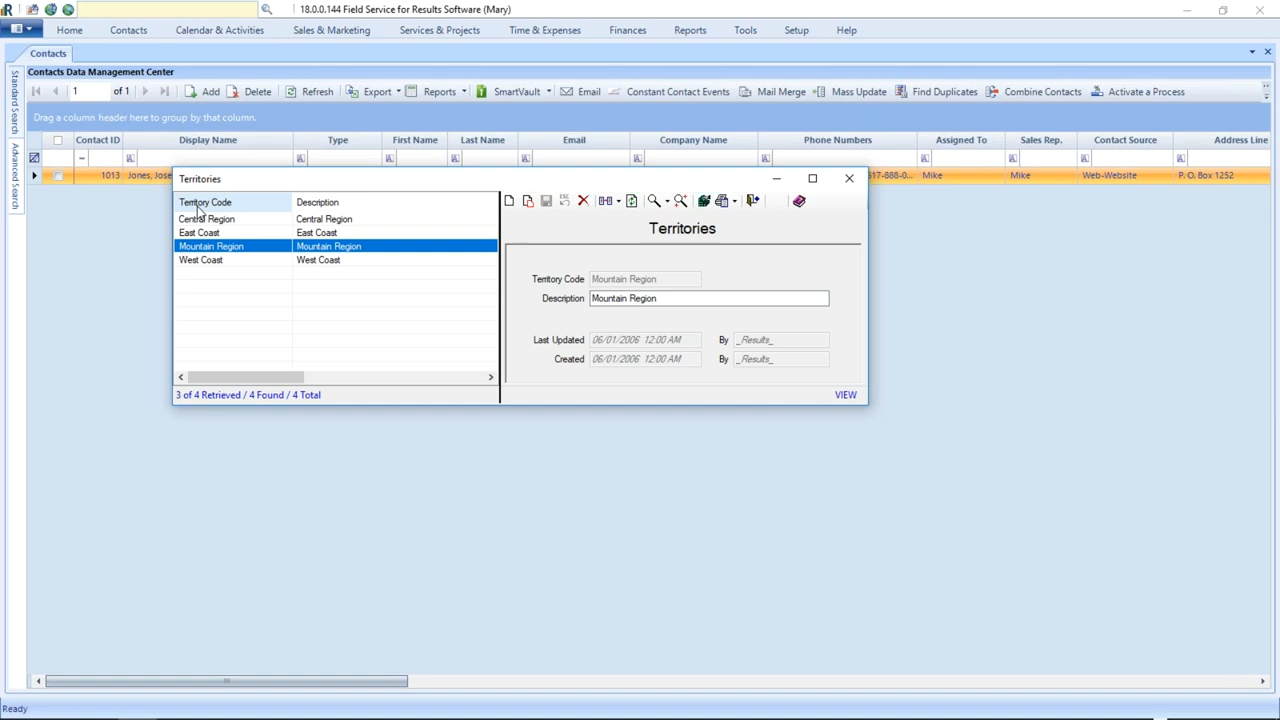 18.0.0.144 Field Service for Results Software (Mary)
Home Contacts Calendar & Activities Sales & Marketing Services & Projects Time & Expenses Finances Reports Tools Setup Help
Contacts
Contacts Data Management Center
1 of 1 Add Delete Refresh Export Reports SmartVault Email Constant Contact Events Mail Merge Mass Update Find Duplicates Combine Contacts Activate a Process
Standard Search
Advanced Search
Drag a column header here to group by that column.
Contact ID Display Name Type First Name Last Name Email Company Name Phone Numbers Assigned To Sales Rep. Contact Source Address Line
1013 Jones, Jose 617-888-0... Mike Mike Web-Website P. O. Box 1252
Territories
Territory Code Description
Central Region Central Region
East Coast East Coast
Mountain Region Mountain Region
West Coast West Coast
3 of 4 Retrieved / 4 Found / 4 Total
Territories
Territory Code Mountain Region
Description Mountain Region
Last Updated 06/01/2006 12:00 AM By _Results_
Created 06/01/2006 12:00 AM By _Results_
VIEW
Ready